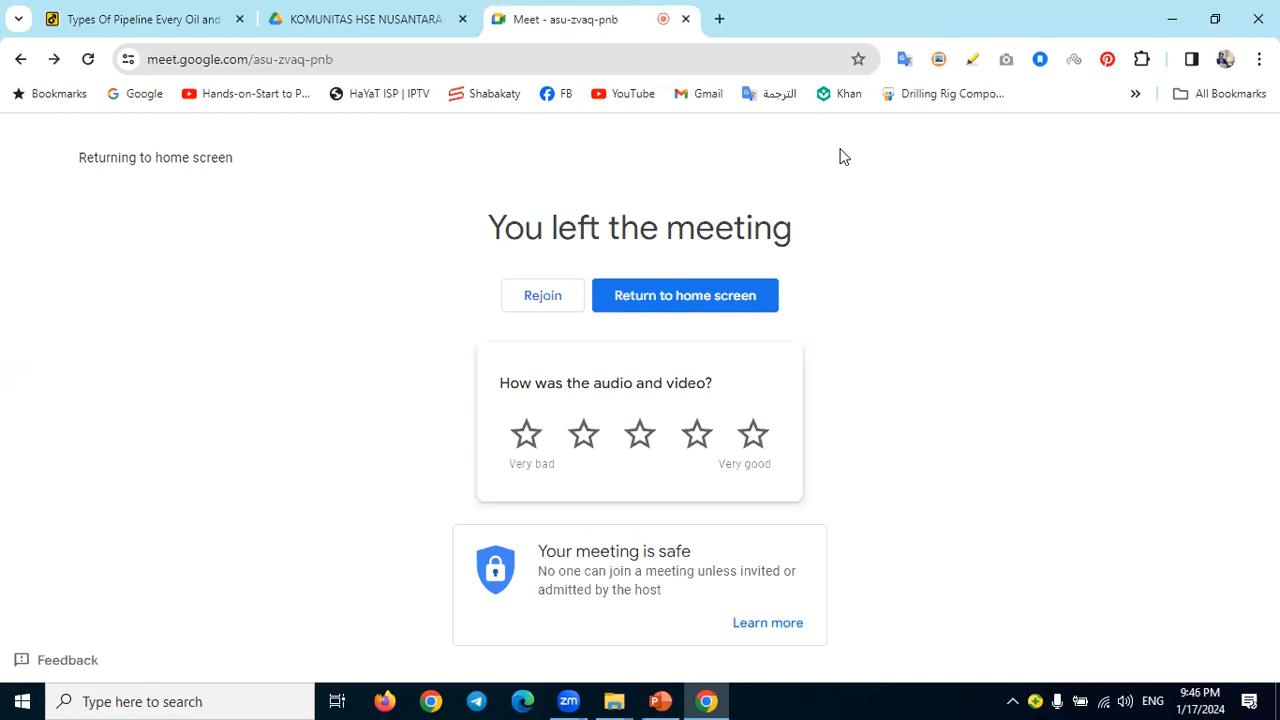 Types Of Pipeline Every Oil and
KOMUNITAS HSE NUSANTARA
Meet - asu-zvaq-pnb
meet.google.com/asu-zvaq-pnb
Bookmarks
Google
Hands-on-Start to P...
HaYaT ISP | IPTV
Shabakaty
FB
YouTube
Gmail
الترجمة
Khan
Drilling Rig Compo...
All Bookmarks
Returning to home screen
You left the meeting
Rejoin
Return to home screen
How was the audio and video?
Very bad
Very good
Your meeting is safe
No one can join a meeting unless invited or
admitted by the host
Learn more
Feedback
Type here to search
zm
ENG
9:46 PM
1/17/2024